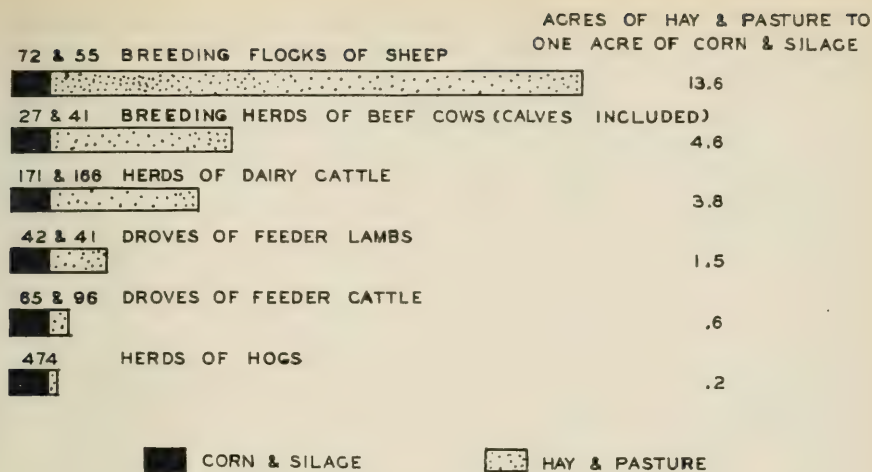 ACRES OF HAY & PASTURE TO
ONE ACRE OF CORN & SILAGE
72 & 55 BREEDING FLOCKS OF SHEEP
13.6
27 & 41 BREEDING HERDS OF BEEF COWS (CALVES INCLUDED)
4.6
171 & 166 HERDS OF DAIRY CATTLE
3.8
42 & 41 DROVES OF FEEDER LAMBS
1.5
65 & 96 DROVES OF FEEDER CATTLE
.6
474 HERDS OF HOGS
.2
CORN & SILAGE
HAY & PASTURE